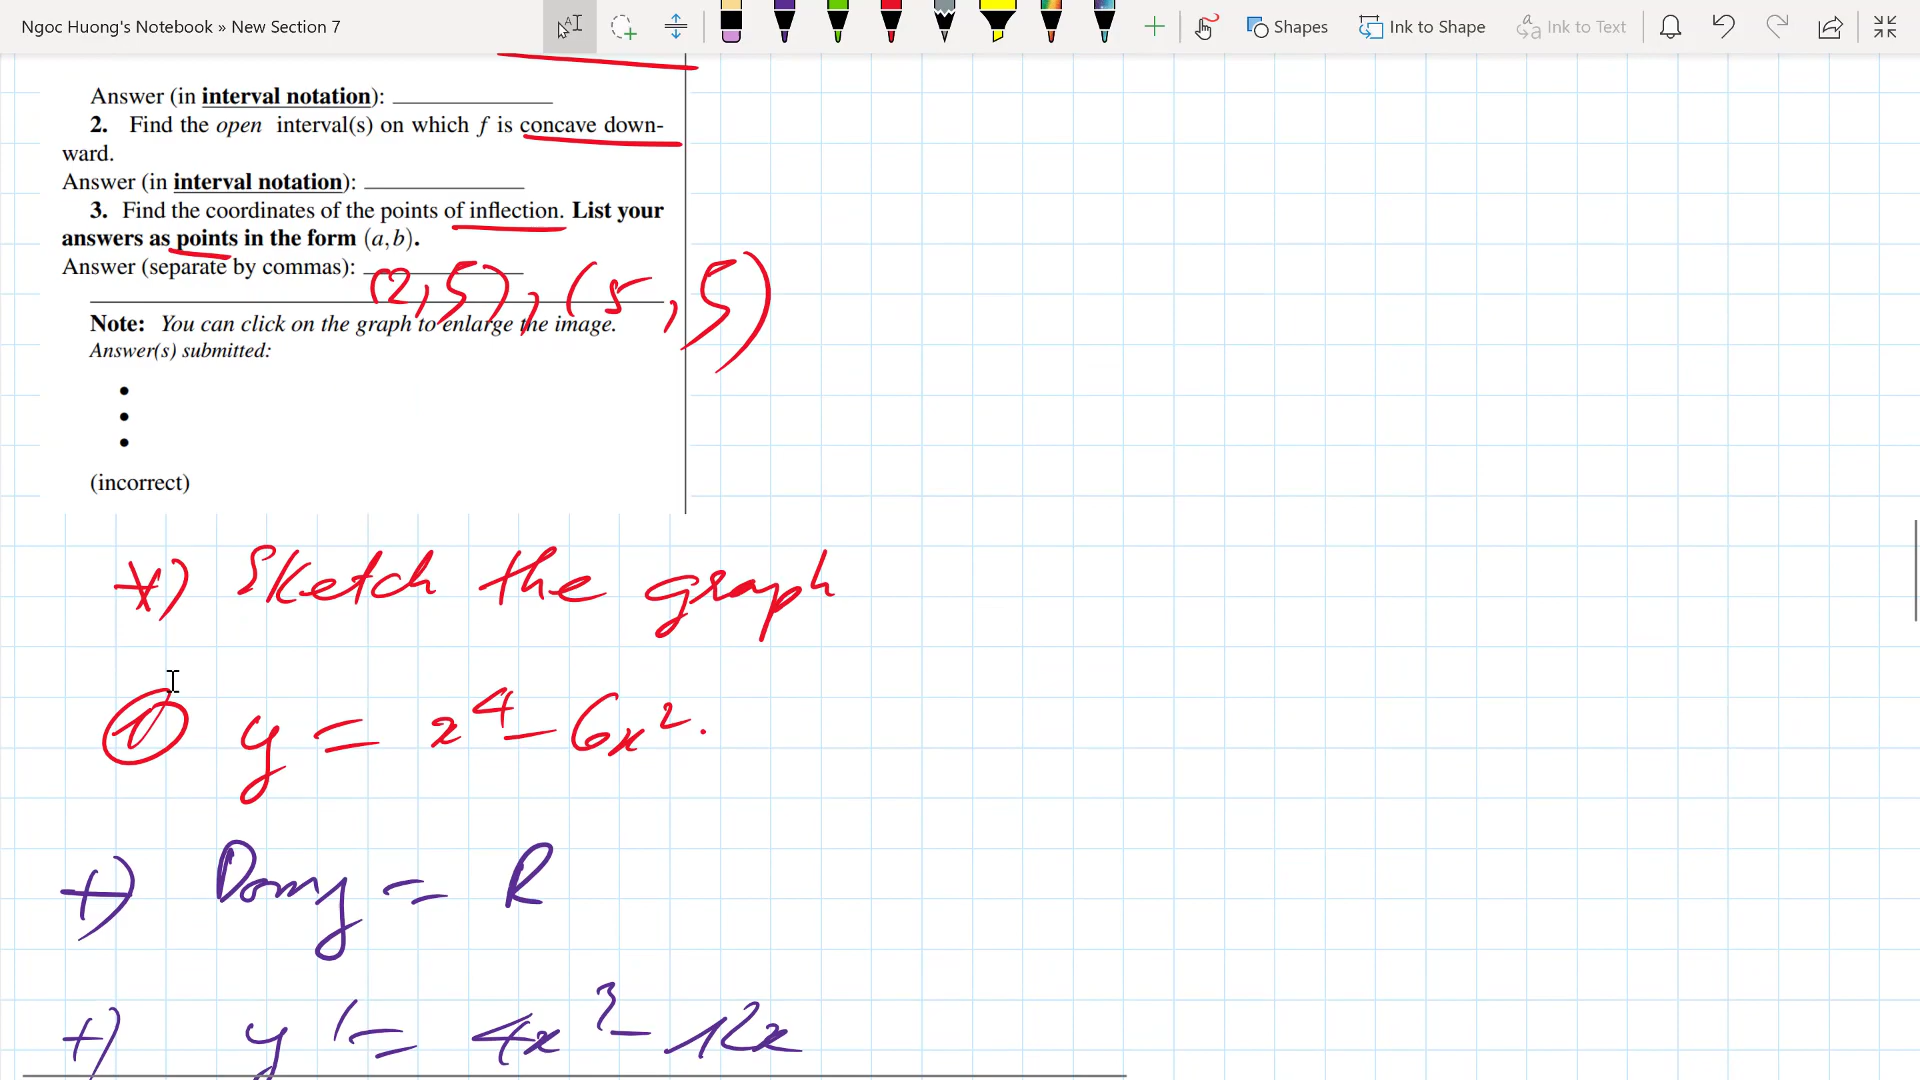 Ngoc Huong's Notebook » New Section 7
Shapes
Ink to Shape
Ink to Text
Answer (in interval notation):
2. Find the open interval(s) on which f is concave down-
ward.
Answer (in interval notation):
3. Find the coordinates of the points of inflection. List your
answers as points in the form (a,b).
Answer (separate by commas):
(2,5), (5,5)
Note: You can click on the graph to enlarge the image.
Answer(s) submitted:
•
•
•
(incorrect)
*) Sketch the graph
① y = x⁴ - 6x².
+) Domy = R
+) y' = 4x³ - 12x